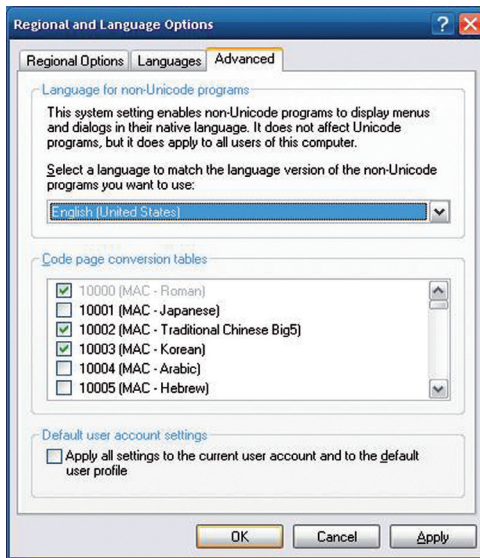 Regional and Language Options
Regional Options Languages Advanced
Language for non-Unicode programs
This system setting enables non-Unicode programs to display menus
and dialogs in their native language. It does not affect Unicode
programs, but it does apply to all users of this computer.
Select a language to match the language version of the non-Unicode
programs you want to use:
English (United States)
Code page conversion tables
10000 (MAC - Roman)
10001 (MAC - Japanese)
10002 (MAC - Traditional Chinese Big5)
10003 (MAC - Korean)
10004 (MAC - Arabic)
10005 (MAC - Hebrew)
Default user account settings
Apply all settings to the current user account and to the default
user profile
OK Cancel Apply